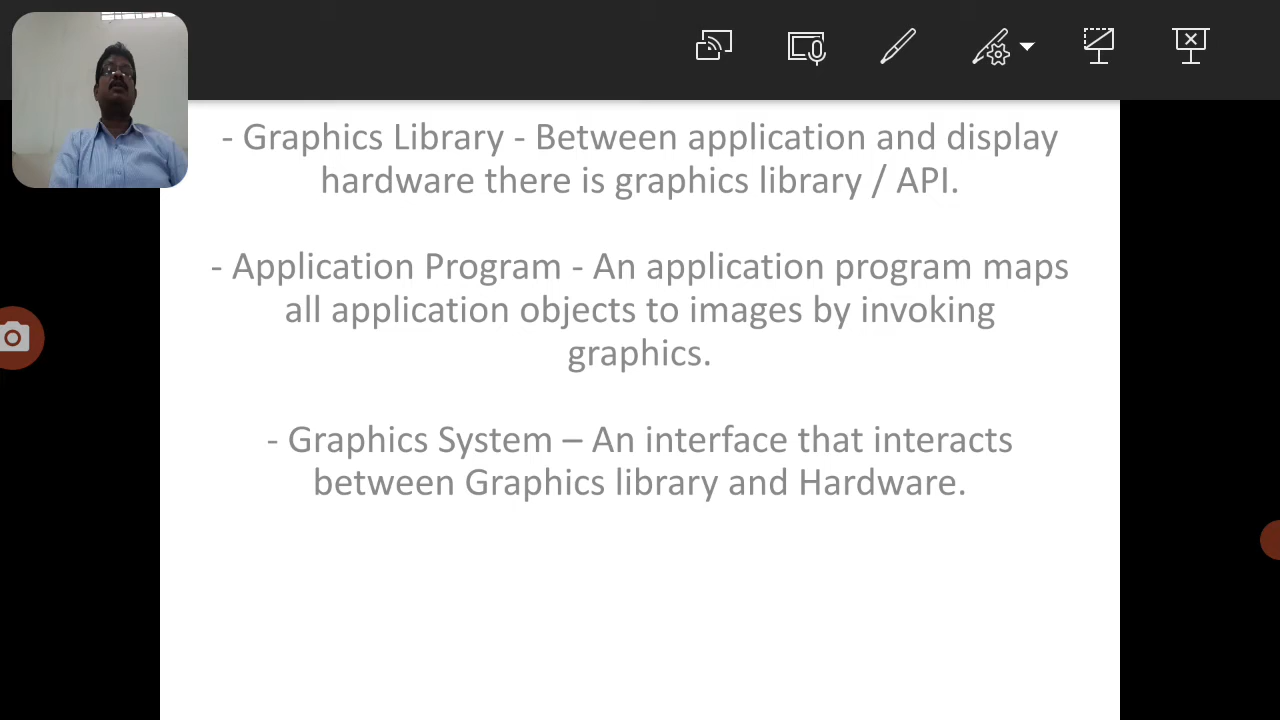 - Graphics Library - Between application and display
hardware there is graphics library / API.
- Application Program - An application program maps
all application objects to images by invoking
graphics.
- Graphics System – An interface that interacts
between Graphics library and Hardware.